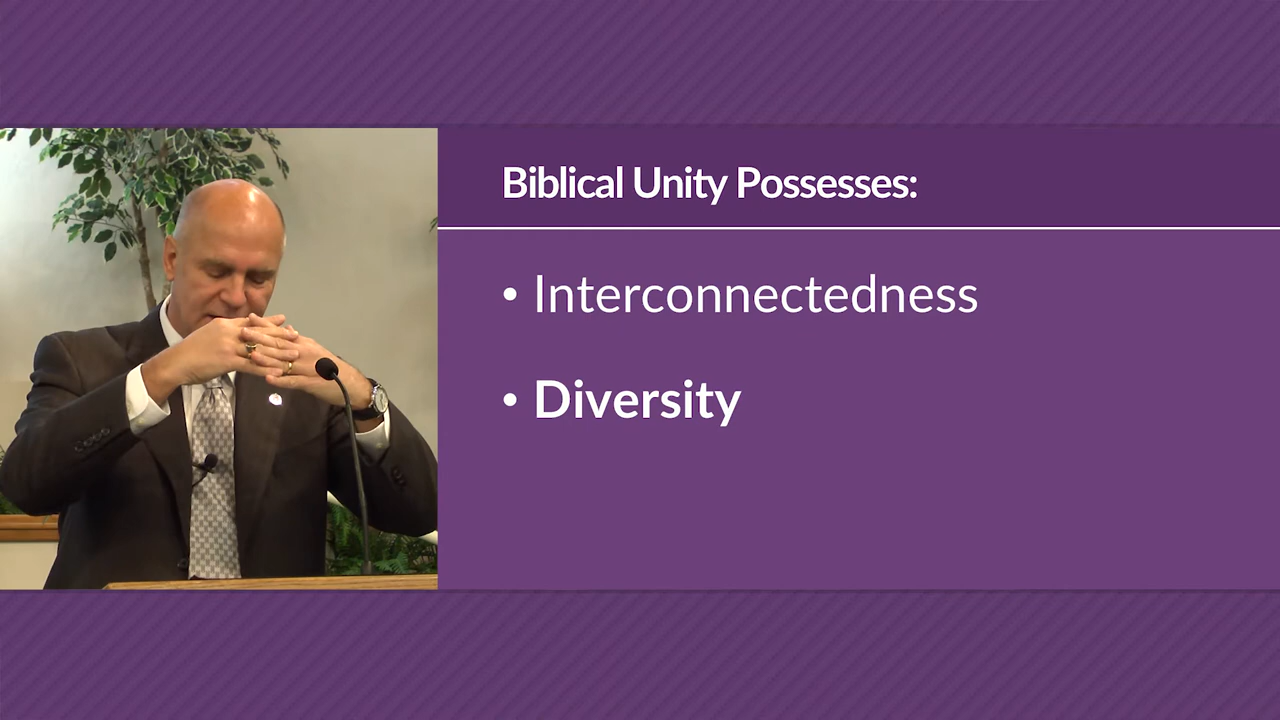 Biblical Unity Possesses:
• Interconnectedness
• Diversity